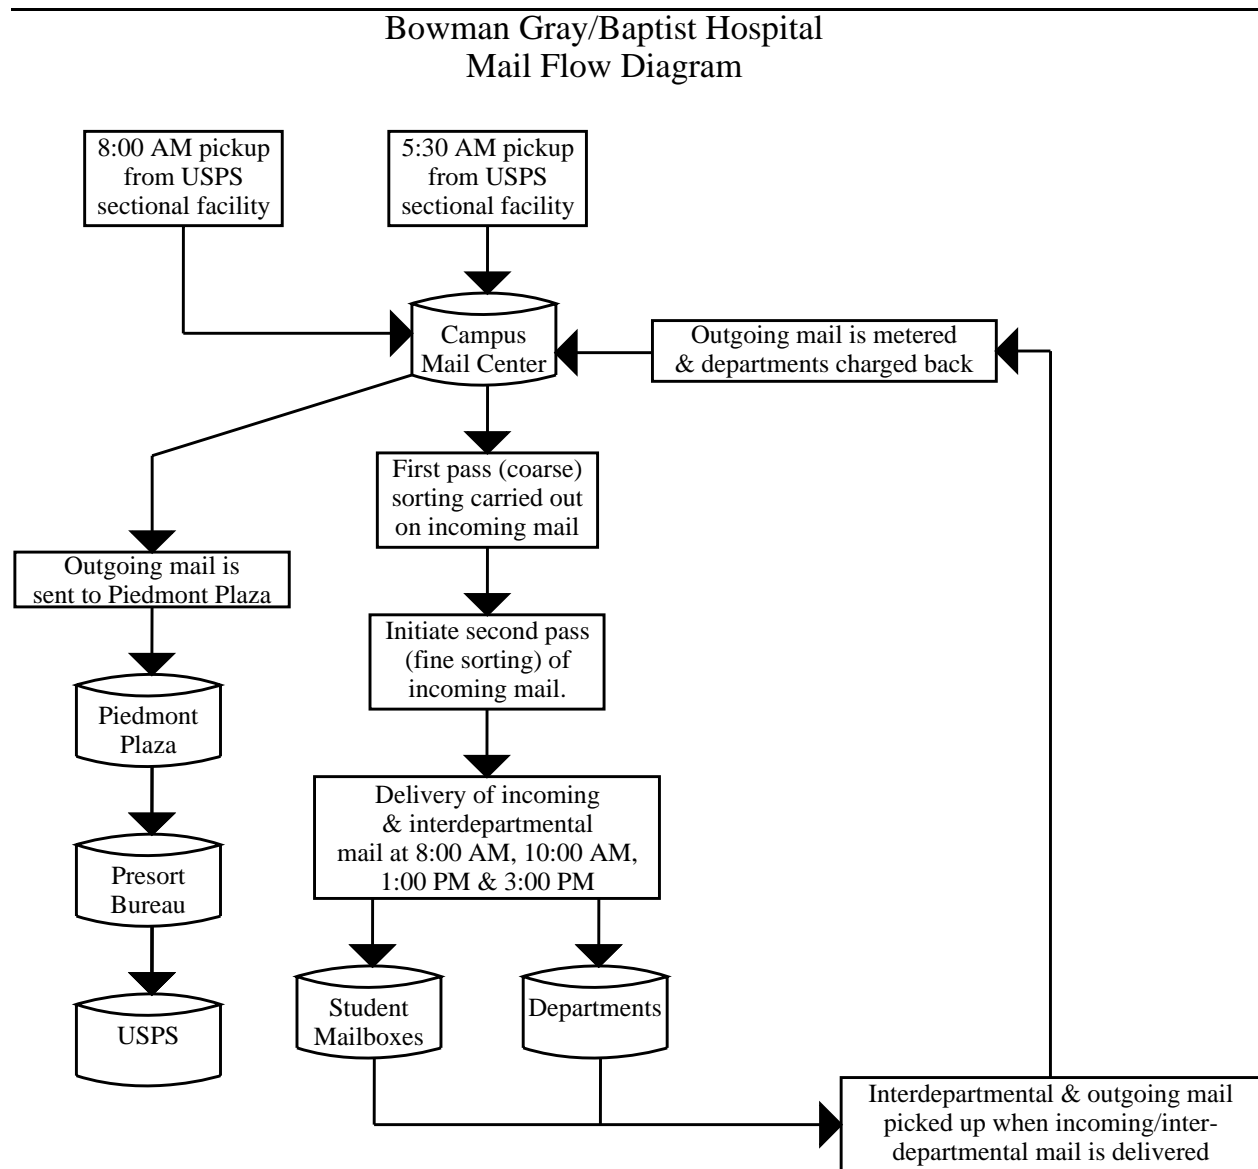 Bowman Gray/Baptist Hospital
Mail Flow Diagram
8:00 AM pickup
from USPS
sectional facility
5:30 AM pickup
from USPS
sectional facility
Campus
Mail Center
Outgoing mail is metered
& departments charged back
First pass (coarse)
sorting carried out
on incoming mail
Outgoing mail is
sent to Piedmont Plaza
Initiate second pass
(fine sorting) of
incoming mail.
Piedmont
Plaza
Delivery of incoming
& interdepartmental
mail at 8:00 AM, 10:00 AM,
1:00 PM & 3:00 PM
Presort
Bureau
Student
Mailboxes
Departments
USPS
Interdepartmental & outgoing mail
picked up when incoming/inter-
departmental mail is delivered